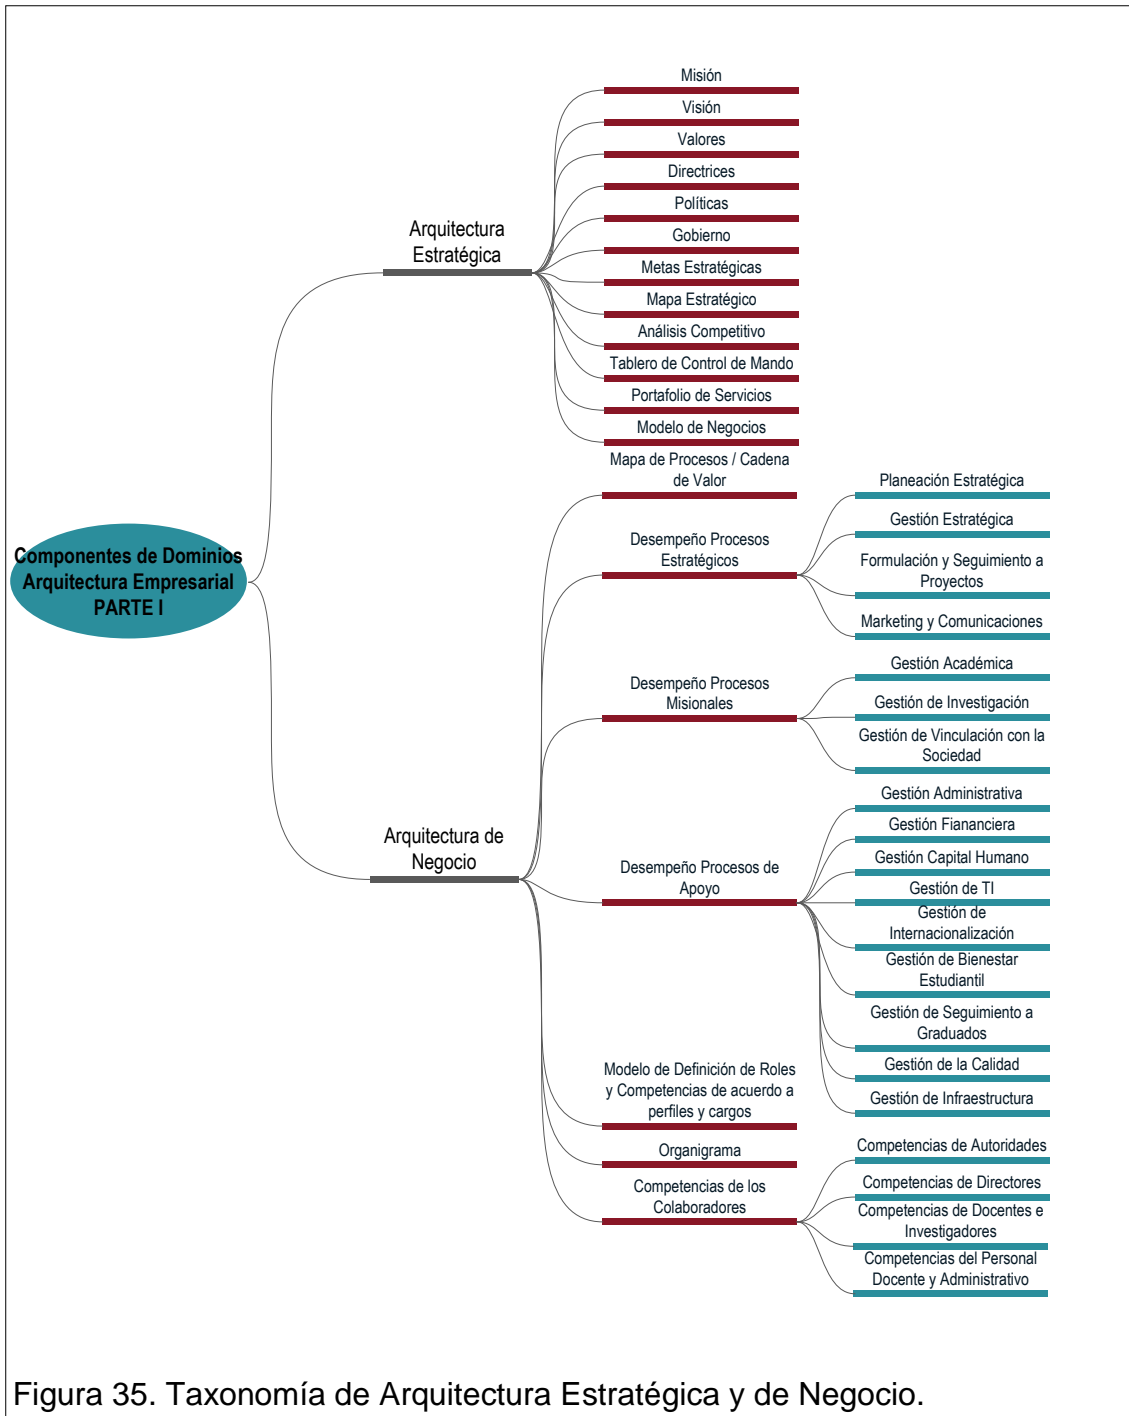 Componentes de Dominios
Arquitectura Empresarial
PARTE I
Arquitectura
Estratégica
Misión
Visión
Valores
Directrices
Políticas
Gobierno
Metas Estratégicas
Mapa Estratégico
Análisis Competitivo
Tablero de Control de Mando
Portafolio de Servicios
Modelo de Negocios
Arquitectura de
Negocio
Mapa de Procesos / Cadena
de Valor
Desempeño Procesos
Estratégicos
Planeación Estratégica
Gestión Estratégica
Formulación y Seguimiento a
Proyectos
Marketing y Comunicaciones
Desempeño Procesos
Misionales
Gestión Académica
Gestión de Investigación
Gestión de Vinculación con la
Sociedad
Desempeño Procesos de
Apoyo
Gestión Administrativa
Gestión Fiananciera
Gestión Capital Humano
Gestión de TI
Gestión de
Internacionalización
Gestión de Bienestar
Estudiantil
Gestión de Seguimiento a
Graduados
Gestión de la Calidad
Gestión de Infraestructura
Modelo de Definición de Roles
y Competencias de acuerdo a
perfiles y cargos
Organigrama
Competencias de los
Colaboradores
Competencias de Autoridades
Competencias de Directores
Competencias de Docentes e
Investigadores
Competencias del Personal
Docente y Administrativo
Figura 35. Taxonomía de Arquitectura Estratégica y de Negocio.